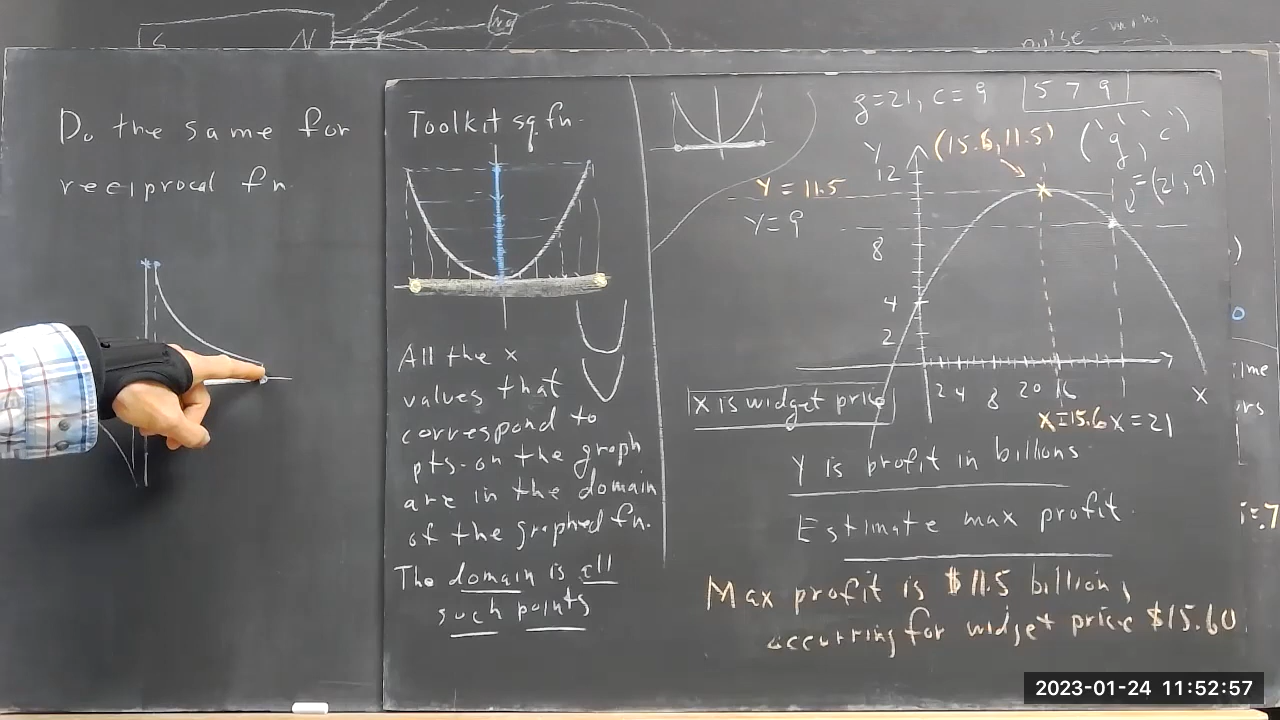 S N
Do the same for
reciprocal fn
Toolkit sq fn.
All the x
values that
correspond to
pts. on the graph
are in the domain
of the graphed fn.
The domain is all
such points
g=21, c=9 5 7 9
(15.6, 11.5) (g, c)
=(21, 9)
Y
12
8
4
2
Y = 11.5
Y = 9
2 4 8 20 16
X
X=15.6 X=21
X is widget price
Y is profit in billions
Estimate max profit
Max profit is $11.5 billion,
occurring for widget price $15.60
2023-01-24 11:52:57